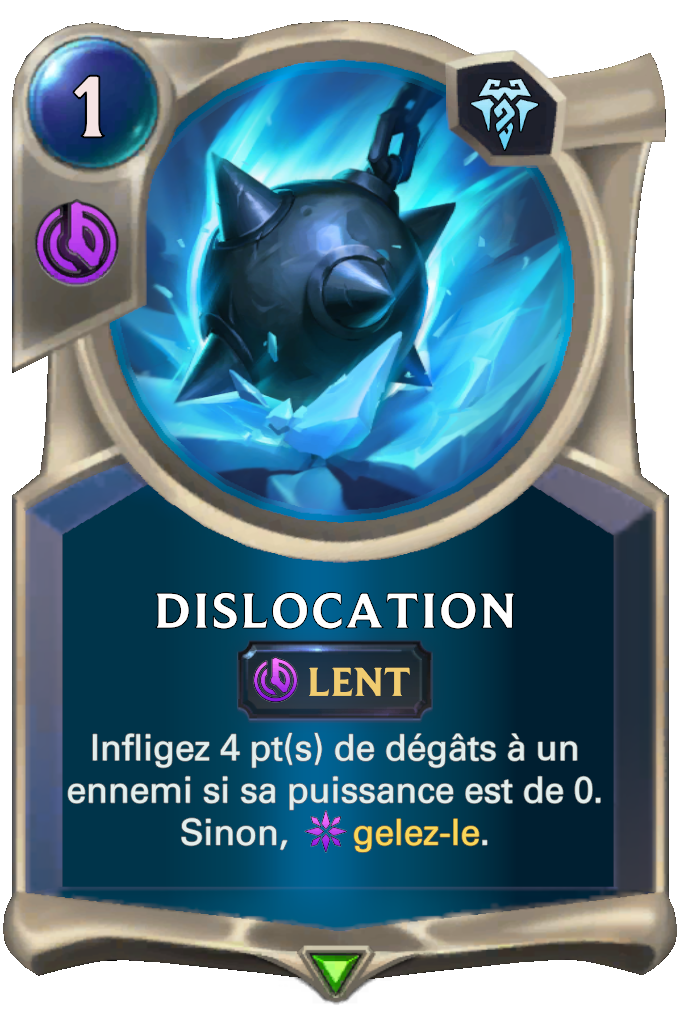 1
DISLOCATION
LENT
Infligez 4 pt(s) de dégâts à un
ennemi si sa puissance est de 0.
Sinon, gelez-le.